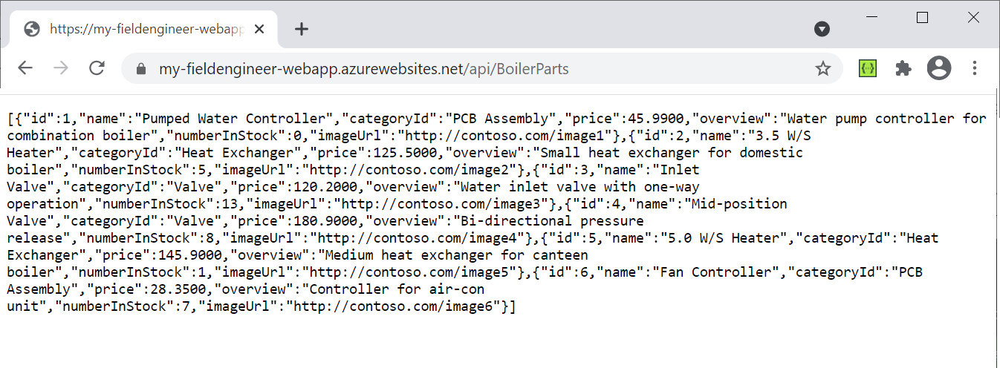 https://my-fieldengineer-webapp
my-fieldengineer-webapp.azurewebsites.net/api/BoilerParts
[{"id":1,"name":"Pumped Water Controller","categoryId":"PCB Assembly","price":45.9900,"overview":"Water pump controller for
combination boiler","numberInStock":0,"imageUrl":"http://contoso.com/image1"},{"id":2,"name":"3.5 W/S
Heater","categoryId":"Heat Exchanger","price":125.5000,"overview":"Small heat exchanger for domestic
boiler","numberInStock":5,"imageUrl":"http://contoso.com/image2"},{"id":3,"name":"Inlet
Valve","categoryId":"Valve","price":120.2000,"overview":"Water inlet valve with one-way
operation","numberInStock":13,"imageUrl":"http://contoso.com/image3"},{"id":4,"name":"Mid-position
Valve","categoryId":"Valve","price":180.9000,"overview":"Bi-directional pressure
release","numberInStock":8,"imageUrl":"http://contoso.com/image4"},{"id":5,"name":"5.0 W/S Heater","categoryId":"Heat
Exchanger","price":145.9000,"overview":"Medium heat exchanger for canteen
boiler","numberInStock":1,"imageUrl":"http://contoso.com/image5"},{"id":6,"name":"Fan Controller","categoryId":"PCB
Assembly","price":28.3500,"overview":"Controller for air-con
unit","numberInStock":7,"imageUrl":"http://contoso.com/image6"}]